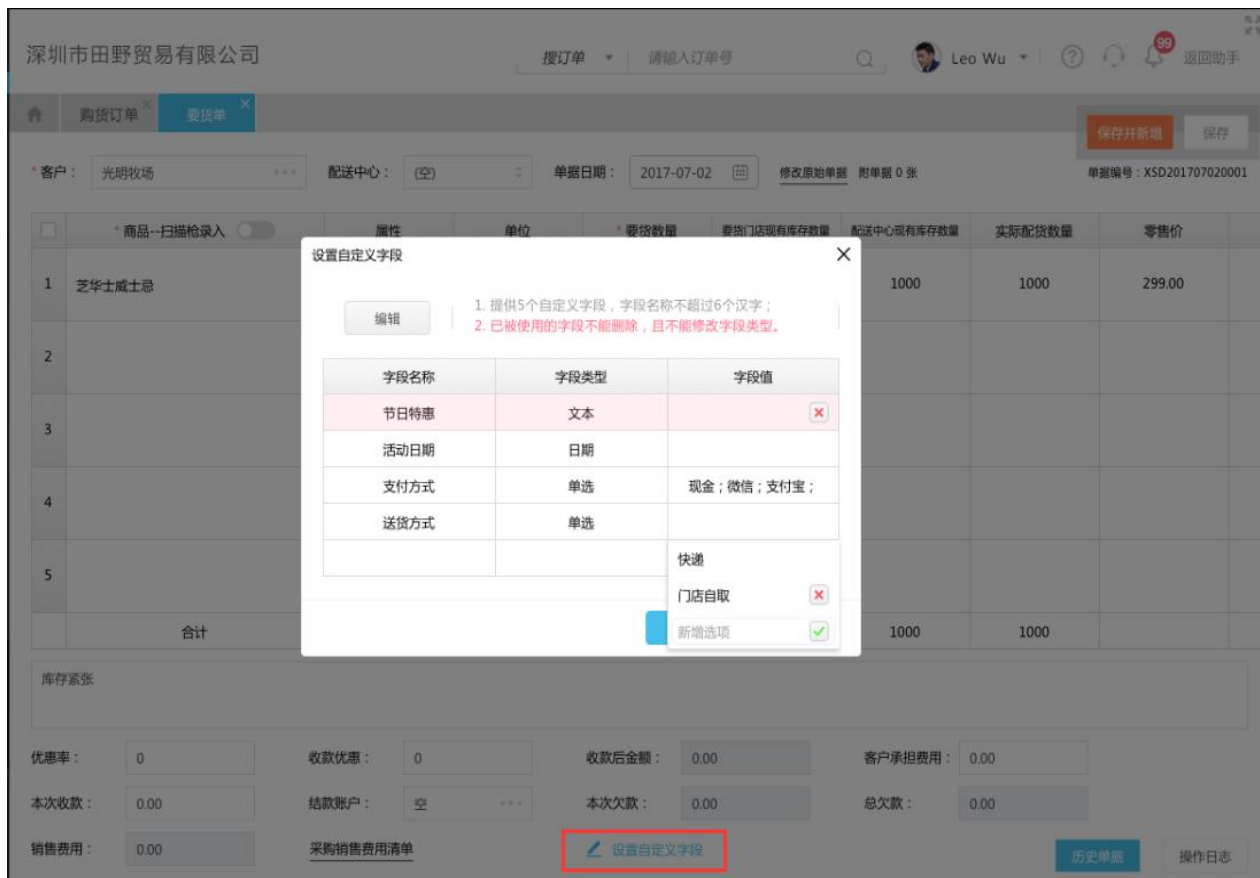 深圳市田野贸易有限公司 搜订单 请输入订单号 Leo Wu 99 返回助手
购货订单 要货单
保存并新增 保存
*客户： 光明牧场 配送中心： (空) 单据日期： 2017-07-02 修改原始单据 附单据 0 张 单据编号：XSD201707020001
*商品--扫描枪录入 属性 单位 *要货数量 要货门店现有库存数量 配送中心现有库存数量 实际配货数量 零售价
1 芝华士威士忌 1000 1000 299.00
2
3
4
5
合计 1000 1000
设置自定义字段
编辑
1. 提供5个自定义字段，字段名称不超过6个汉字；
2. 已被使用的字段不能删除，且不能修改字段类型。
字段名称 字段类型 字段值
节日特惠 文本
活动日期 日期
支付方式 单选 现金；微信；支付宝；
送货方式 单选
快递
门店自取
新增选项
库存紧张
优惠率： 0 收款优惠： 0 收款后金额： 0.00 客户承担费用： 0.00
本次收款： 0.00 结款账户： 空 本次欠款： 0.00 总欠款： 0.00
销售费用： 0.00 采购销售费用清单 设置自定义字段 历史单据 操作日志